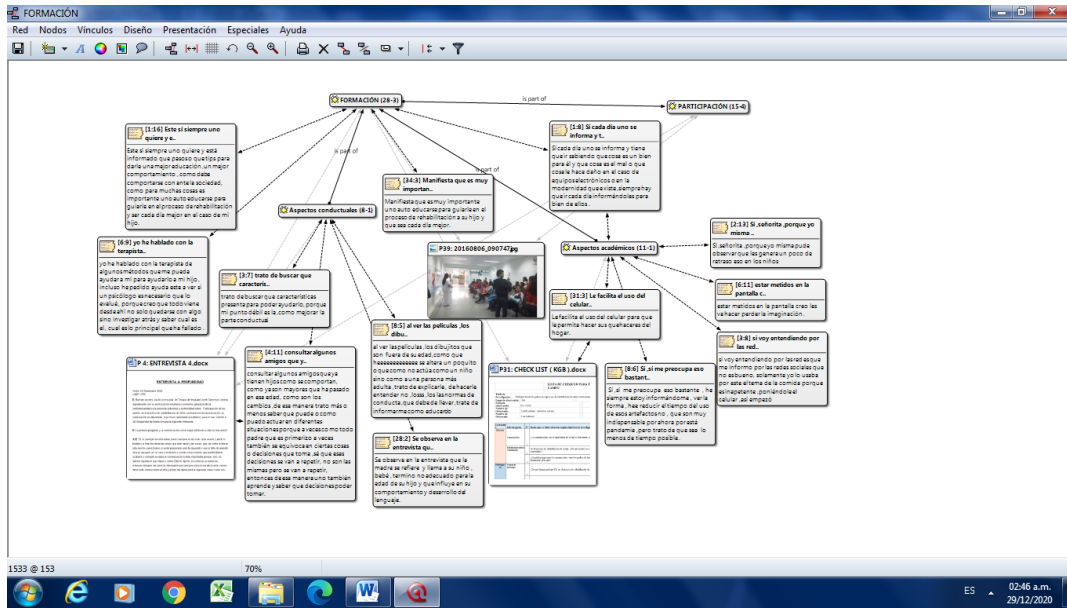 FORMACIÓN
Red Nodos Vínculos Diseño Presentación Especiales Ayuda
FORMACIÓN (28-3)
is part of
PARTICIPACIÓN (15-4)
[1:16] Este sí siempre uno
quiere y e..
Este sí siempre uno quiere y está
informado que pasoso que tips para
darle una mejor educación ,un mejor
comportamiento , como debe
comportarse con ante la sociedad,
como para muchas cosas es
importante uno auto educarse para
guiarle en el proceso de rehabilitación
y ser cada día mejor en el caso de mi
hijo.
is part of
[34:3] Manifiesta que es muy
importan..
Manifiesta que es muy importante
uno auto educarse para guiarle en el
proceso de rehabilitación a su hijo y
que sea cada día mejor.
[1:8] Si cada día uno se
informa y t..
Si cada día uno se informa y tiene
que ir sabiendo que cosa es un bien
para él y que cosa es el mal o que
cosa le hace daño en el caso de
equipos electrónicos o en la
modernidad que existe, siempre hay
que ir cada día informándolas para
bien de ellos .
is part of
Aspectos conductuales (8-1)
[2:13] Si ,señorita ,porque yo
misma ..
Si ,señorita ,porque yo misma pude
observar que les genara un poco de
retraso eso en los niños
[6:9] yo he hablado con la
terapista..
yo he hablado con la terapista de
algunos métodos que me pueda
ayudar a mí para ayudarlo a mi hijo,
incluso he pedido ayuda este a ver si
un psicólogo es necesario que lo
evalué, porque creo que todo viene
desde ahí no solo quedarse con algo
sino investigar atrás y saber cual es
el, cual es lo principal que ha fallado .
P39: 20160806_090747.jpg
Aspectos académicos (11-1)
[3:7] trato de buscar que
caracterís..
trato de buscar que características
presenta para poder ayudarlo, porque
mi punto débil es la, como mejorar la
parte conductual.
[6:11] estar metidos en la
pantalla c..
estar metidos en la pantalla creo les
va hacer perder la imaginación .
[31:3] Le facilita el uso del
celular..
Le facilita el uso del celular para que
le permita hacer sus quehaceres del
hogar.
[8:5] al ver las películas ,los
dibu..
al ver las películas, los dibujitos que
son fuera de su edad, como que
heeeeeeeeeeeee se altera un poquito
o que como no actúa como un niño
sino como a una persona más
adulta ,trato de explicarle , de hacerle
entender no ,losss, los las normas de
conducta, que debe de llevar , trate de
informarme como educarlo
[3:8] si voy entendiendo por
las red..
si voy entendiendo por las redes que
me informo por las redes sociales que
no es bueno, solamente yo lo usaba
por este el tema de la comida porque
es inapetente, poniéndole el
celular ,así empezó
[4:11] consultar algunos
amigos que y..
consultar algunos amigos que ya
tienen hijos como se comportan,
como ya son mayores que ha pasado
en esa edad, como son los
cambios ,de esa manera trato más o
menos saber que puede o como
puedo actuar en diferentes
situaciones porque a veces como todo
padre que es primerizo a veces
también se equivoca en ciertas cosas
o decisiones que toma ,sé que esas
decisiones se van a repetir, no son las
mismas pero se van a repetir,
entonces de esa manera uno también
aprende y saber que decisiones poder
tomar.
P 4: ENTREVISTA 4.docx
P31: CHECK LIST ( KGB ).docx
[8:6] Si ,si me preocupa eso
bastant..
Si ,si me preocupa eso bastante , he
siempre estoy informándome , ver la
forma , hee reducir el tiempo del uso
de esos artefactos no , que son muy
indispensable por ahora por está
pandemia , pero trato de que sea lo
menos de tiempo posible .
[28:2] Se observa en la
entrevista qu..
Se observa en la entrevista que la
madre se refiere y llama a su niño ,
bebé , termino no adecuado para la
edad de su hijo y que influye en su
comportamiento y desarrollo del
lenguaje.
1533 @ 153
70%
ES
02:46 a.m.
29/12/2020